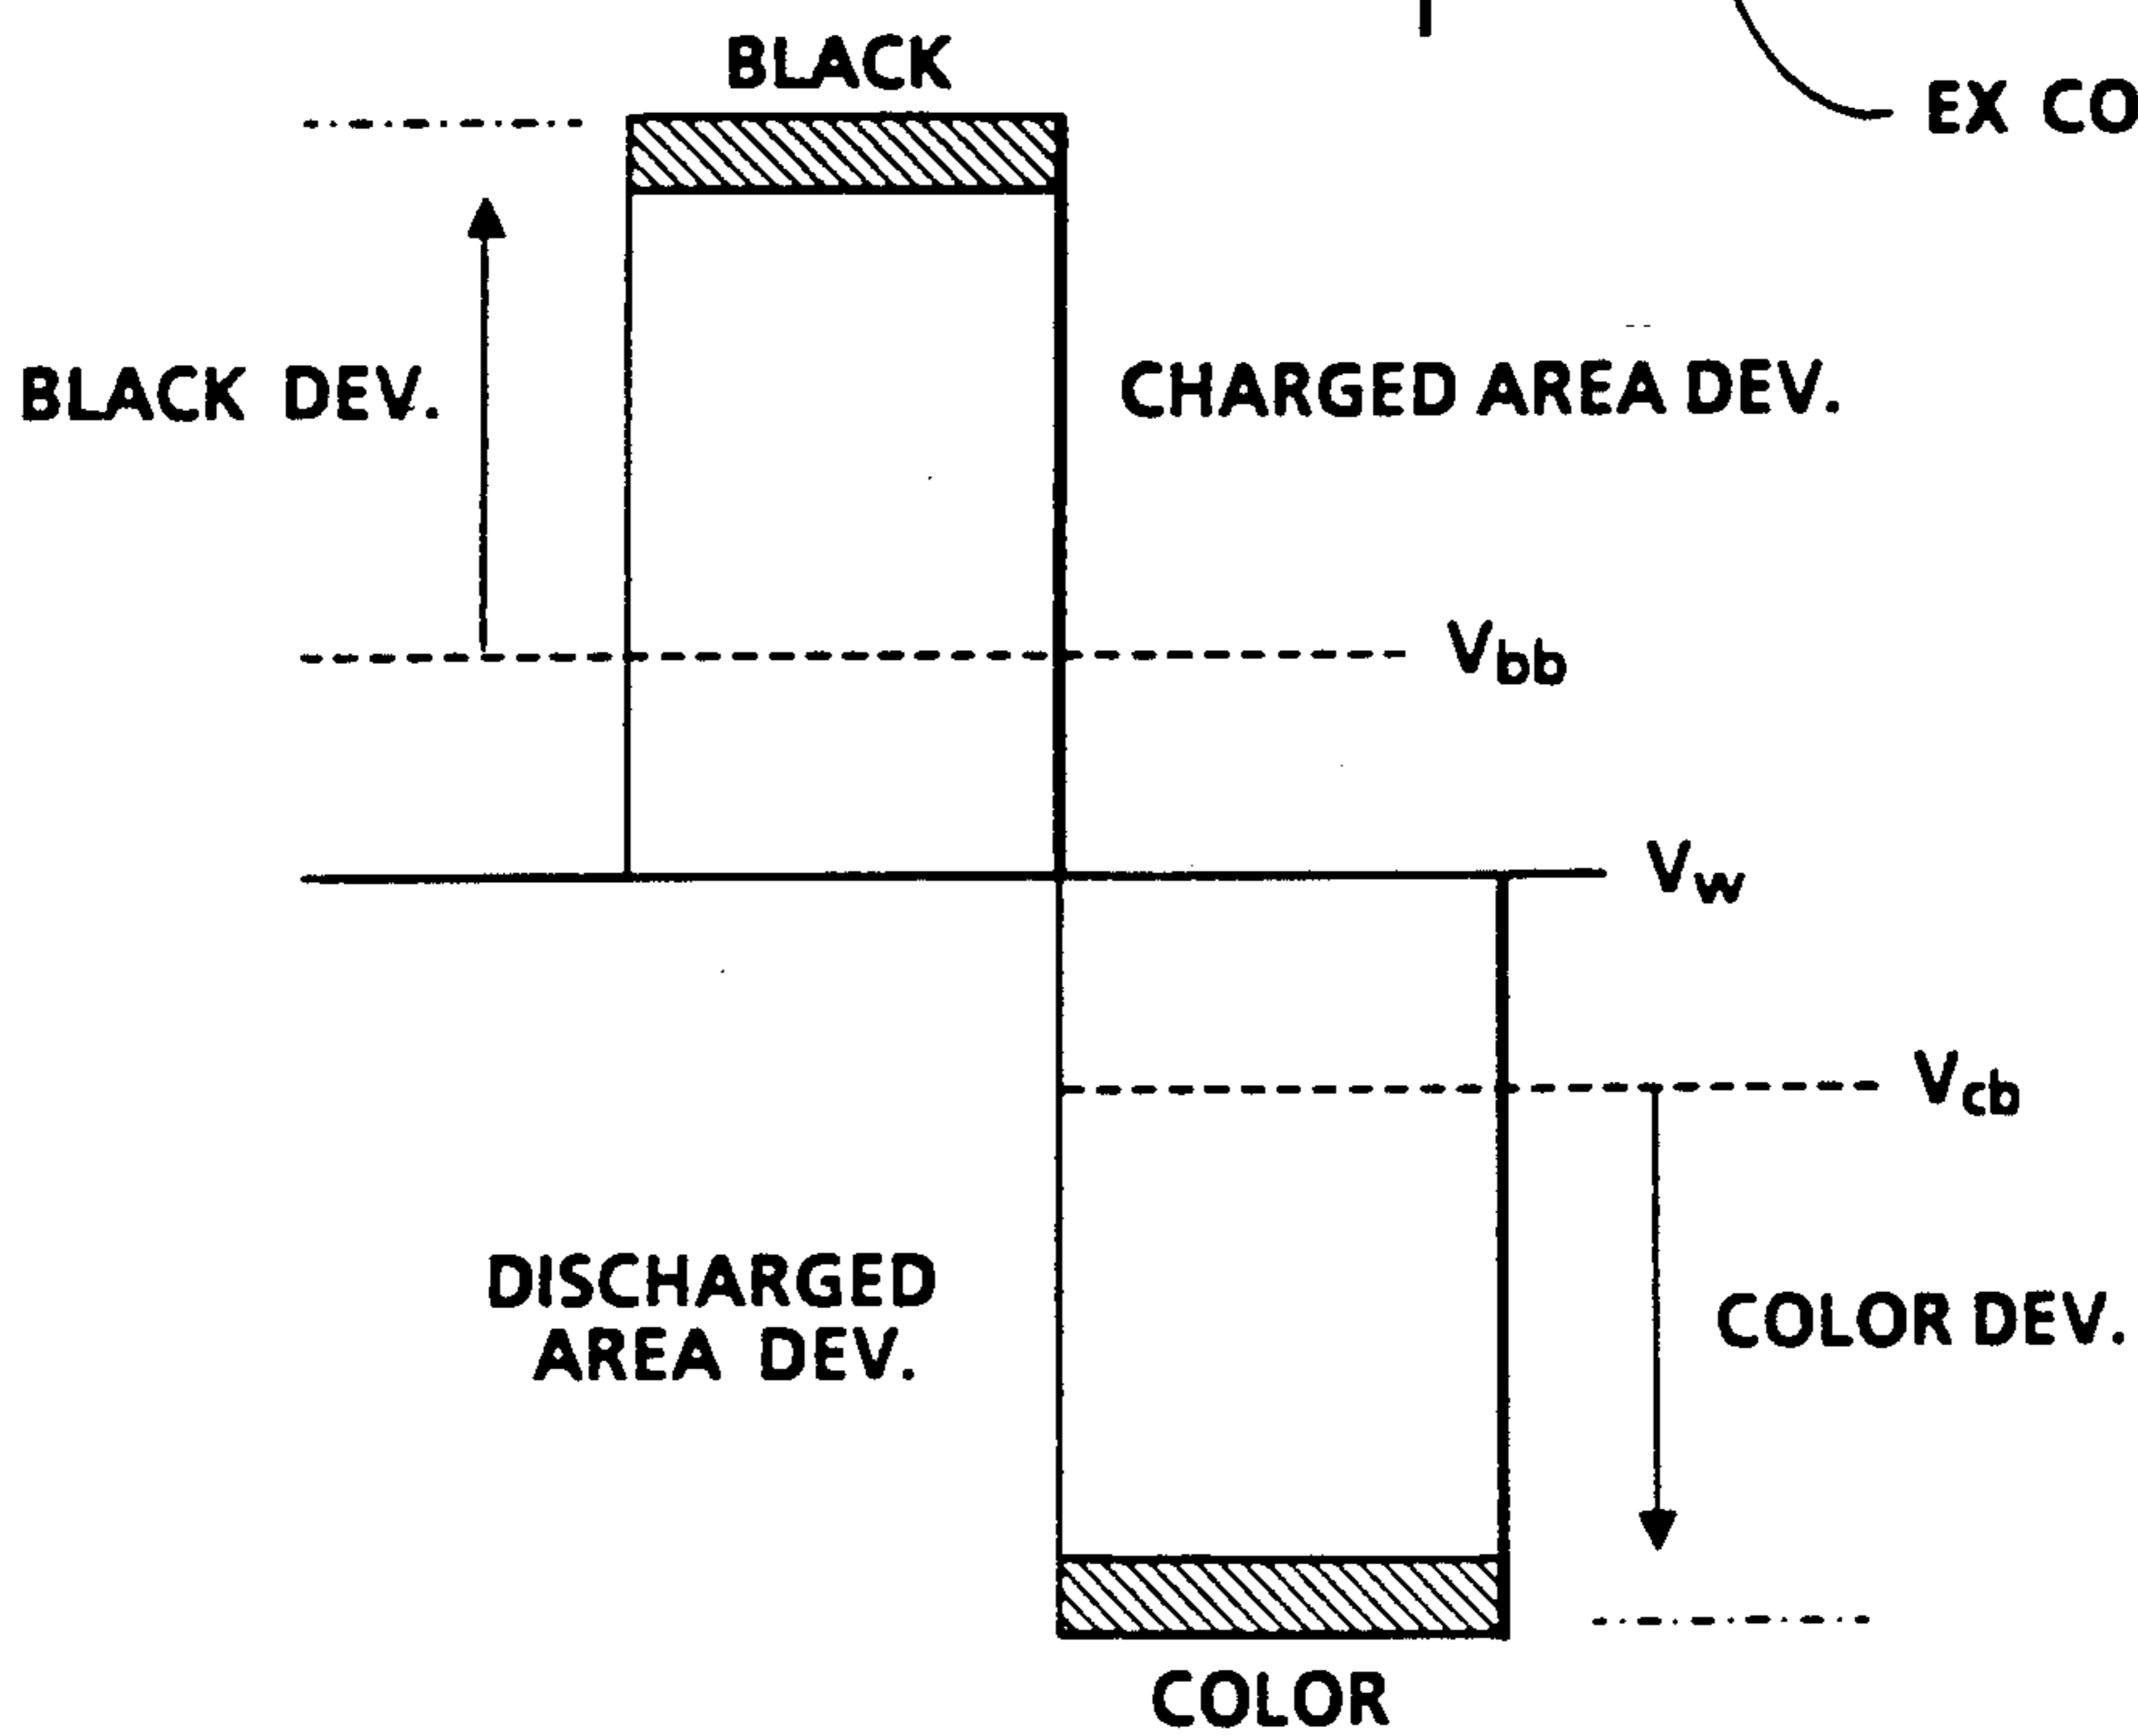 BLACK
EX CO
BLACK DEV.
CHARGED AREA DEV.
Vbb
Vw
Vcb
DISCHARGED
AREA DEV.
COLOR DEV.
COLOR